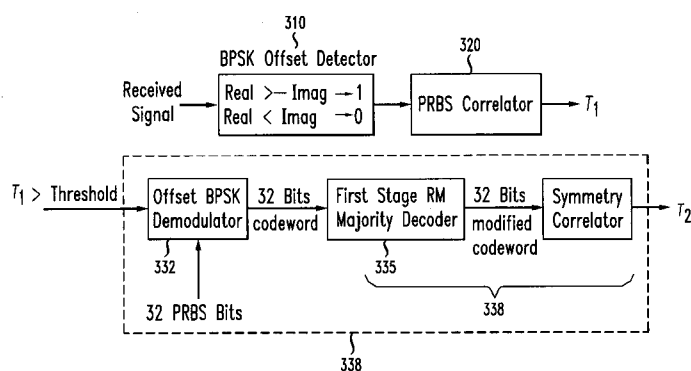 310
BPSK Offset Detector
320
Received
Signal
Real >– Imag →1
Real < Imag →0
PRBS Correlator
T1
T1 > Threshold
Offset BPSK
Demodulator
32 Bits
codeword
First Stage RM
Majority Decoder
32 Bits
modified
codeword
Symmetry
Correlator
T2
332
335
32 PRBS Bits
338
338